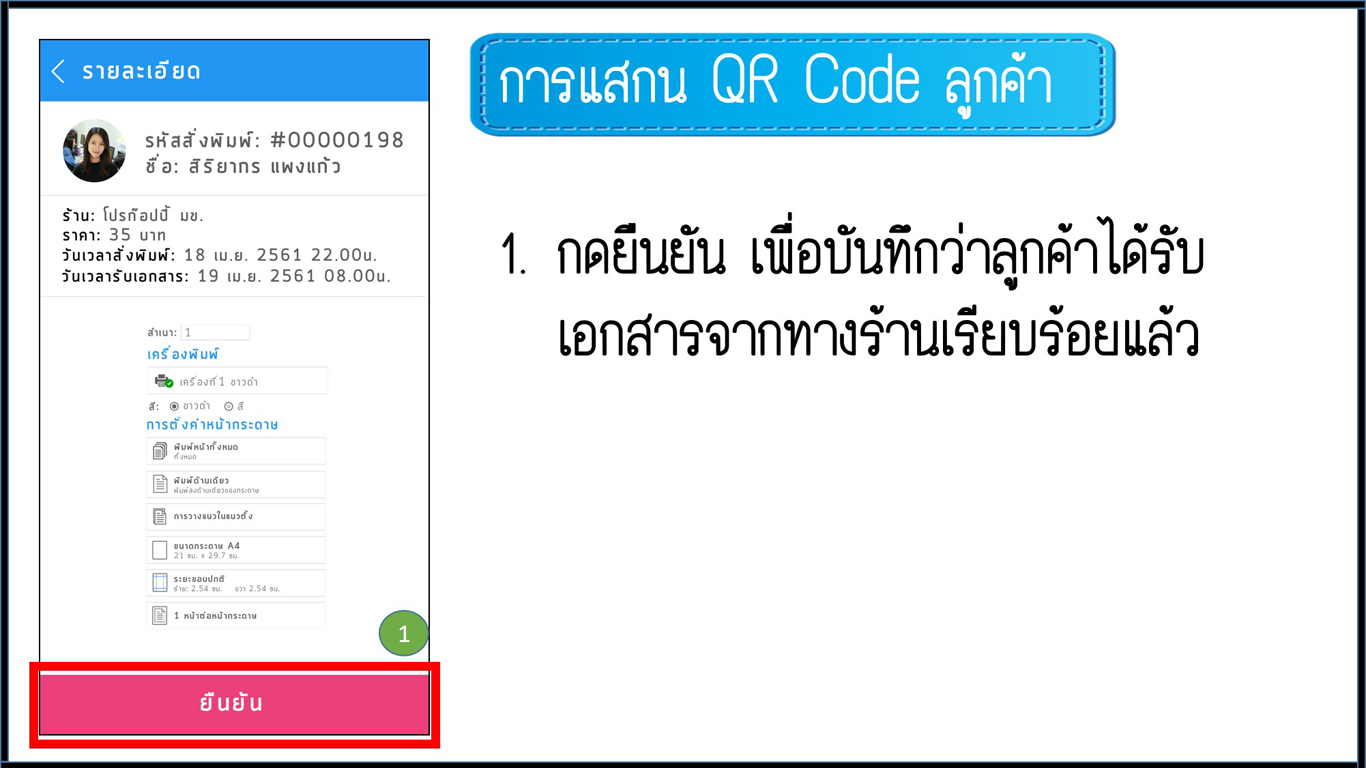 รายละเอียด
รหัสสั่งพิมพ์: #00000198
ชื่อ: สิริยากร แพงแก้ว
ร้าน: โปรก๊อปปี้ มข.
ราคา: 35 บาท
วันเวลาสั่งพิมพ์: 18 เม.ย. 2561 22.00น.
วันเวลารับเอกสาร: 19 เม.ย. 2561 08.00น.
สำเนา: 1
เครื่องพิมพ์
เครื่องที่ 1 ขาวดำ
สี: ขาวดำ สี
การตั้งค่าหน้ากระดาษ
พิมพ์หน้าทั้งหมด
ทั้งหมด
พิมพ์ด้านเดียว
พิมพ์ลงด้านเดียวของกระดาษ
การวางแนวในแนวตั้ง
ขนาดกระดาษ A4
21 ซม. x 29.7 ซม.
ระยะขอบปกติ
ซ้าย: 2.54 ซม. ขวา 2.54 ซม.
1 หน้าต่อหน้ากระดาษ
1
ยืนยัน
การแสกน QR Code ลูกค้า
1. กดยืนยัน เพื่อบันทึกว่าลูกค้าได้รับ
เอกสารจากทางร้านเรียบร้อยแล้ว